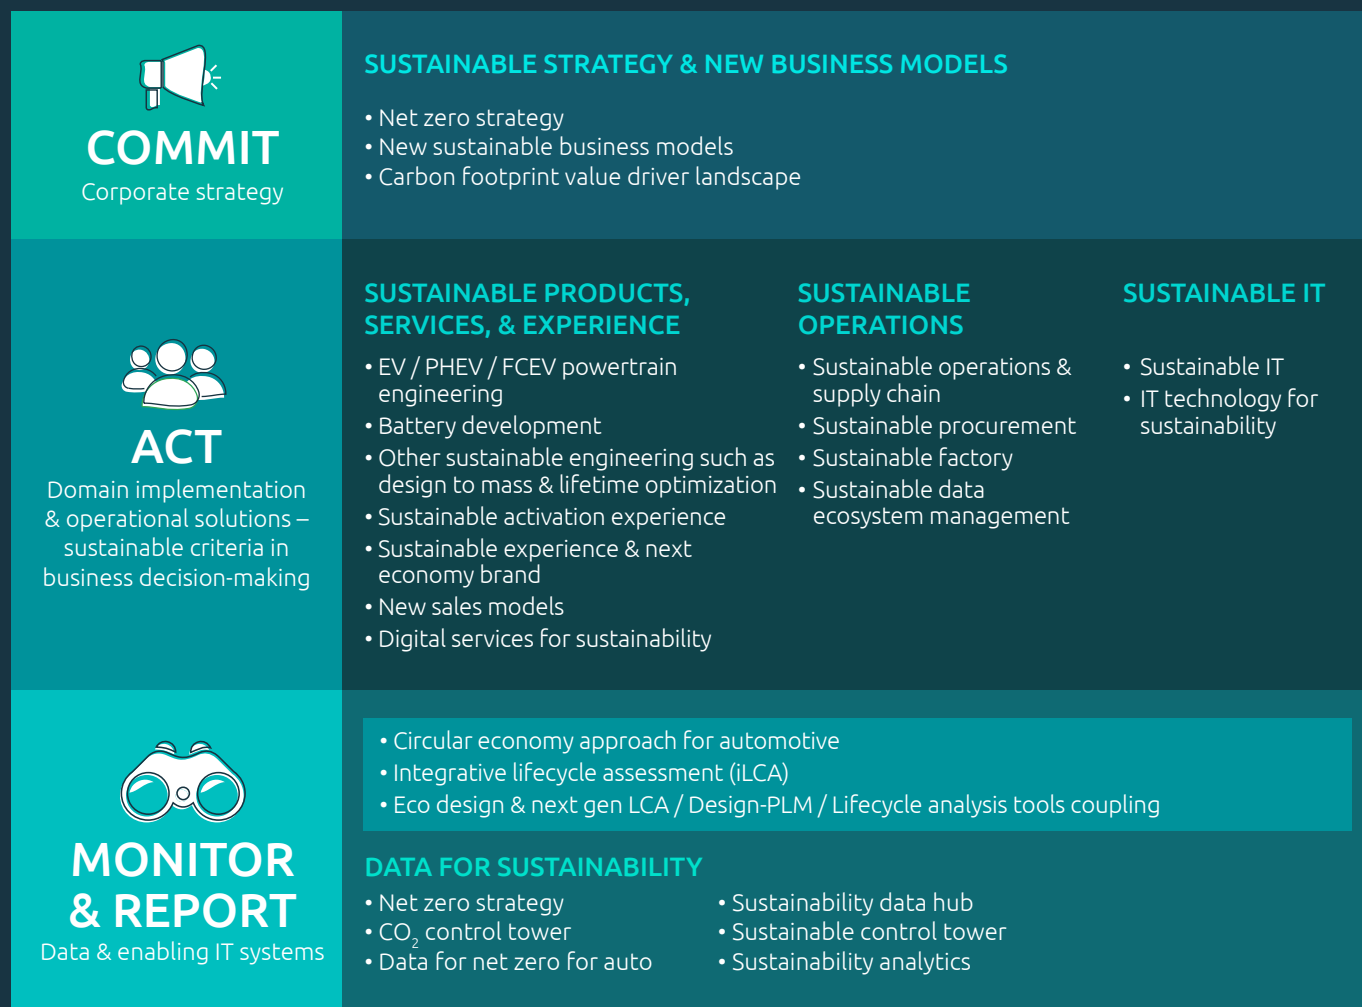 COMMIT
Corporate strategy
SUSTAINABLE STRATEGY & NEW BUSINESS MODELS
• Net zero strategy
• New sustainable business models
• Carbon footprint value driver landscape
ACT
Domain implementation
& operational solutions –
sustainable criteria in
business decision-making
SUSTAINABLE PRODUCTS,
SERVICES, & EXPERIENCE
• EV / PHEV / FCEV powertrain
engineering
• Battery development
• Other sustainable engineering such as
design to mass & lifetime optimization
• Sustainable activation experience
• Sustainable experience & next
economy brand
• New sales models
• Digital services for sustainability
SUSTAINABLE
OPERATIONS
• Sustainable operations &
supply chain
• Sustainable procurement
• Sustainable factory
• Sustainable data
ecosystem management
SUSTAINABLE IT
• Sustainable IT
• IT technology for
sustainability
MONITOR
& REPORT
Data & enabling IT systems
• Circular economy approach for automotive
• Integrative lifecycle assessment (iLCA)
• Eco design & next gen LCA / Design-PLM / Lifecycle analysis tools coupling
DATA FOR SUSTAINABILITY
• Net zero strategy
• CO₂ control tower
• Data for net zero for auto
• Sustainability data hub
• Sustainable control tower
• Sustainability analytics